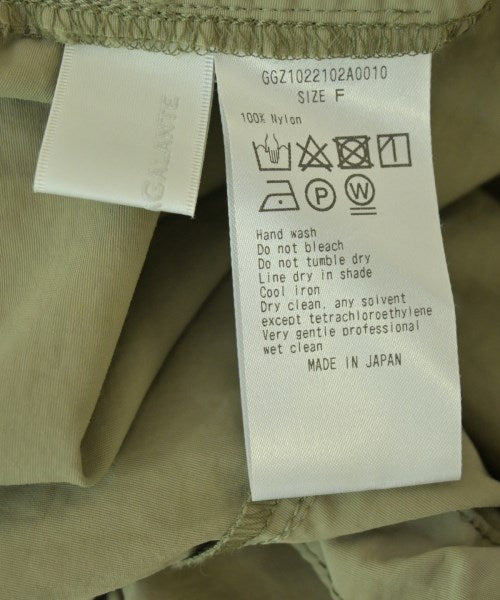 GGZ1022102A0010
SIZE F
100% Nylon
P
W
Hand wash
Do not bleach
Do not tumble dry
Line dry in shade
Cool iron
Dry clean, any solvent
except tetrachloroethylene
Very gentle professional
wet clean
MADE IN JAPAN
GALANTE